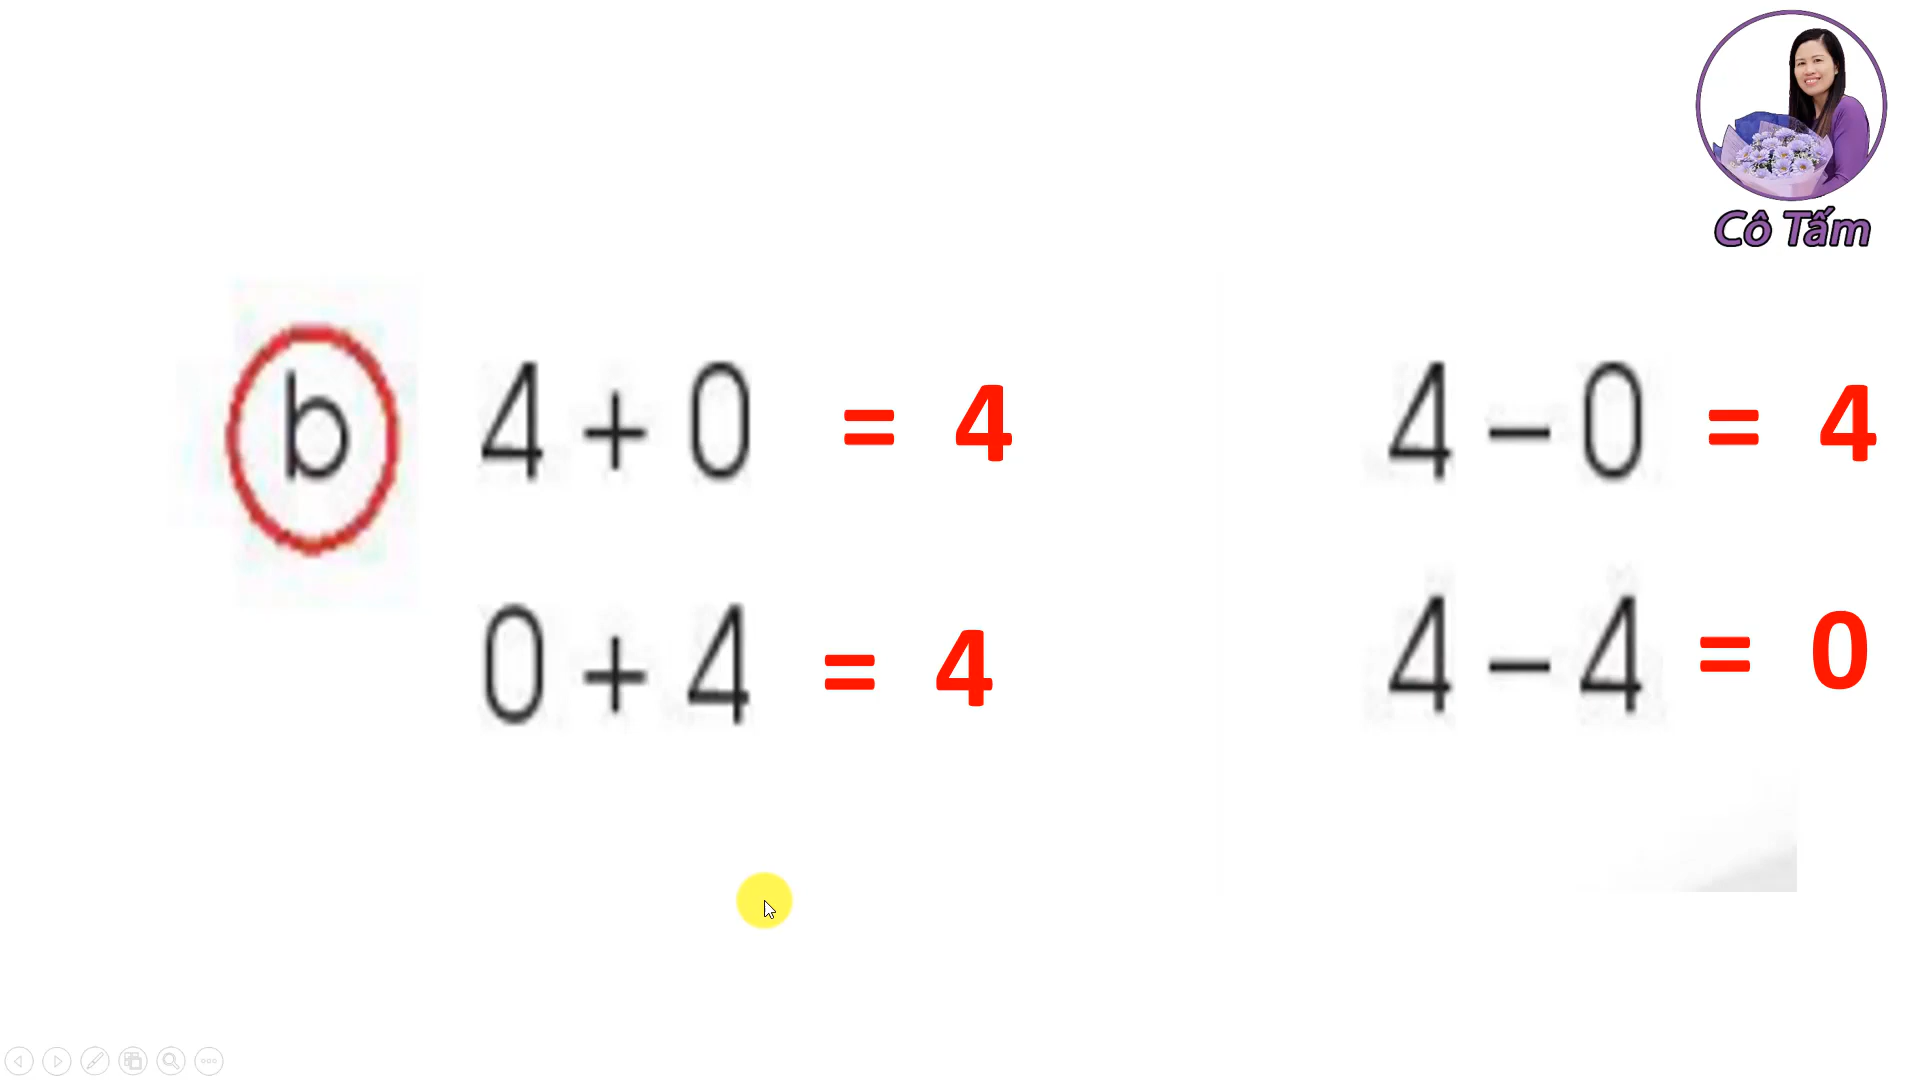 Cô Tấm
b 4 + 0 = 4 4 – 0 = 4
0 + 4 = 4 4 – 4 = 0